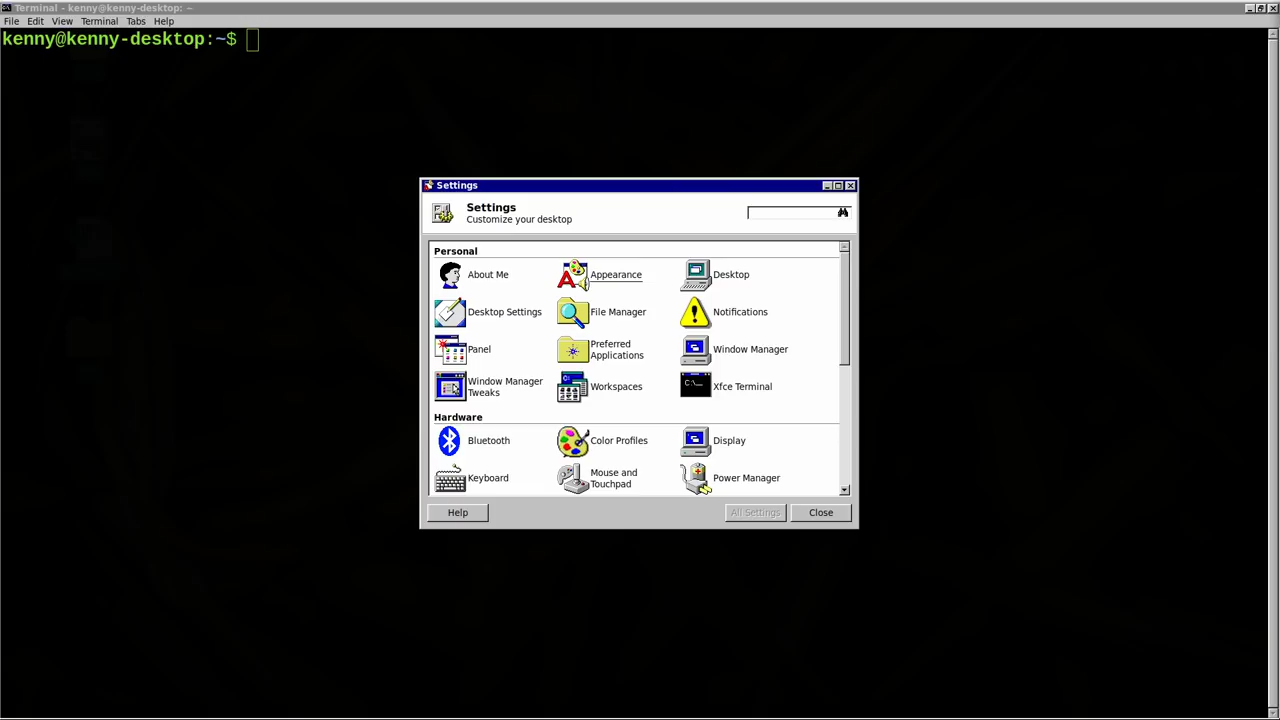 Terminal - kenny@kenny-desktop: ~
File Edit View Terminal Tabs Help
kenny@kenny-desktop:~$
Settings
Settings
Customize your desktop
Personal
About Me
Appearance
Desktop
Desktop Settings
File Manager
Notifications
Panel
Preferred
Applications
Window Manager
Window Manager
Tweaks
Workspaces
Xfce Terminal
Hardware
Bluetooth
Color Profiles
Display
Keyboard
Mouse and
Touchpad
Power Manager
Help
All Settings
Close